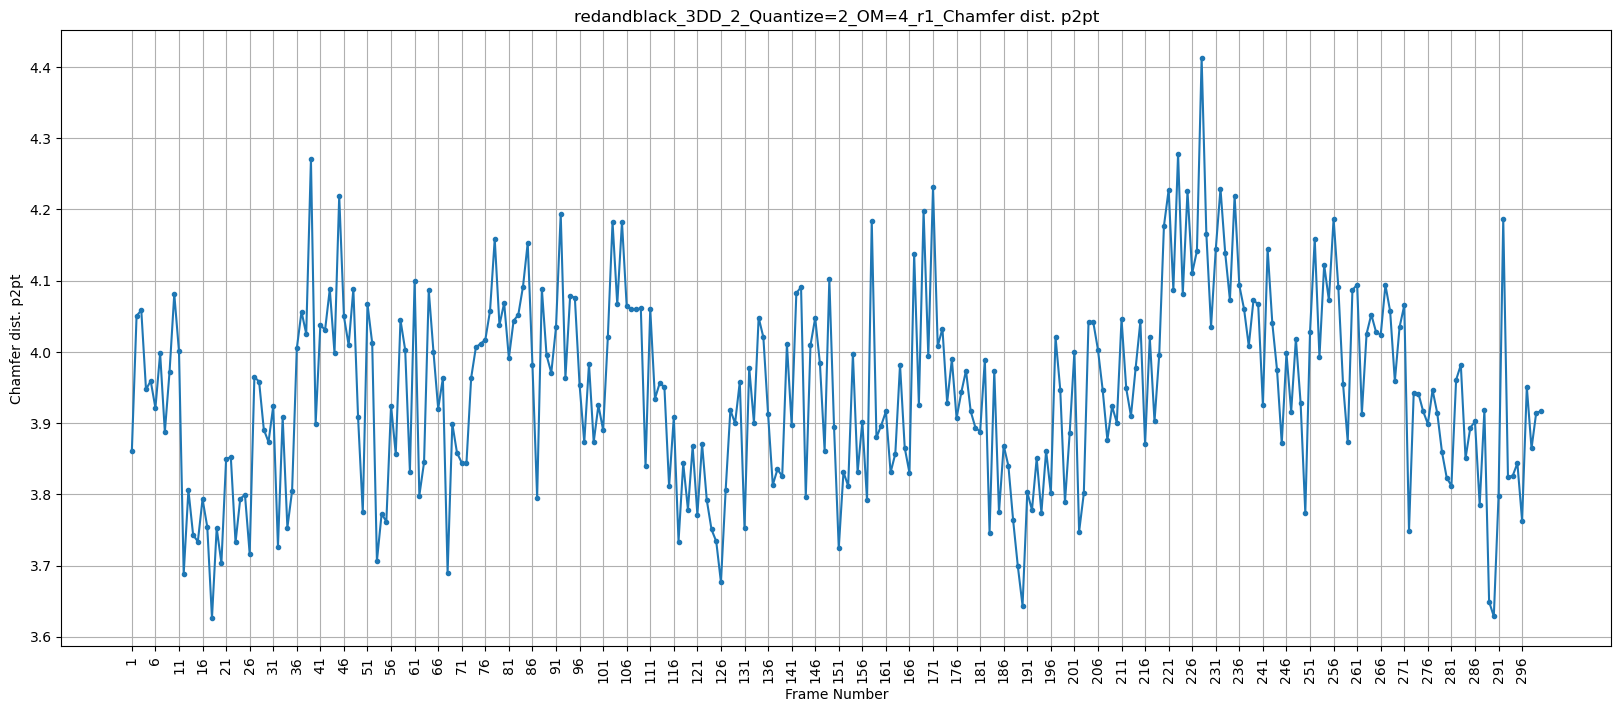 redandblack_3DD_2_Quantize=2_OM=4_r1_Chamfer dist. p2pt
4.4
4.3
4.2
4.1
4.0
3.9
3.8
3.7
3.6
Chamfer dist. p2pt
1 6 11 16 21 26 31 36 41 46 51 56 61 66 71 76 81 86 91 96 101 106 111 116 121 126 131 136 141 146 151 156 161 166 171 176 181 186 191 196 201 206 211 216 221 226 231 236 241 246 251 256 261 266 271 276 281 286 291 296
Frame Number